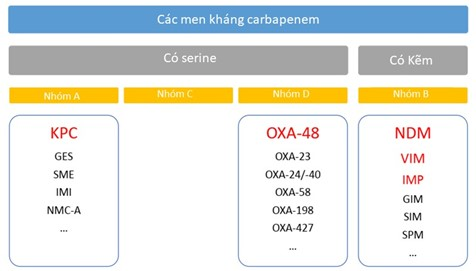 Các men kháng carbapenem
Có serine
Có Kẽm
Nhóm A
Nhóm C
Nhóm D
Nhóm B
KPC
GES
SME
IMI
NMC-A
...
OXA-48
OXA-23
OXA-24/-40
OXA-58
OXA-198
OXA-427
...
NDM
VIM
IMP
GIM
SIM
SPM
...